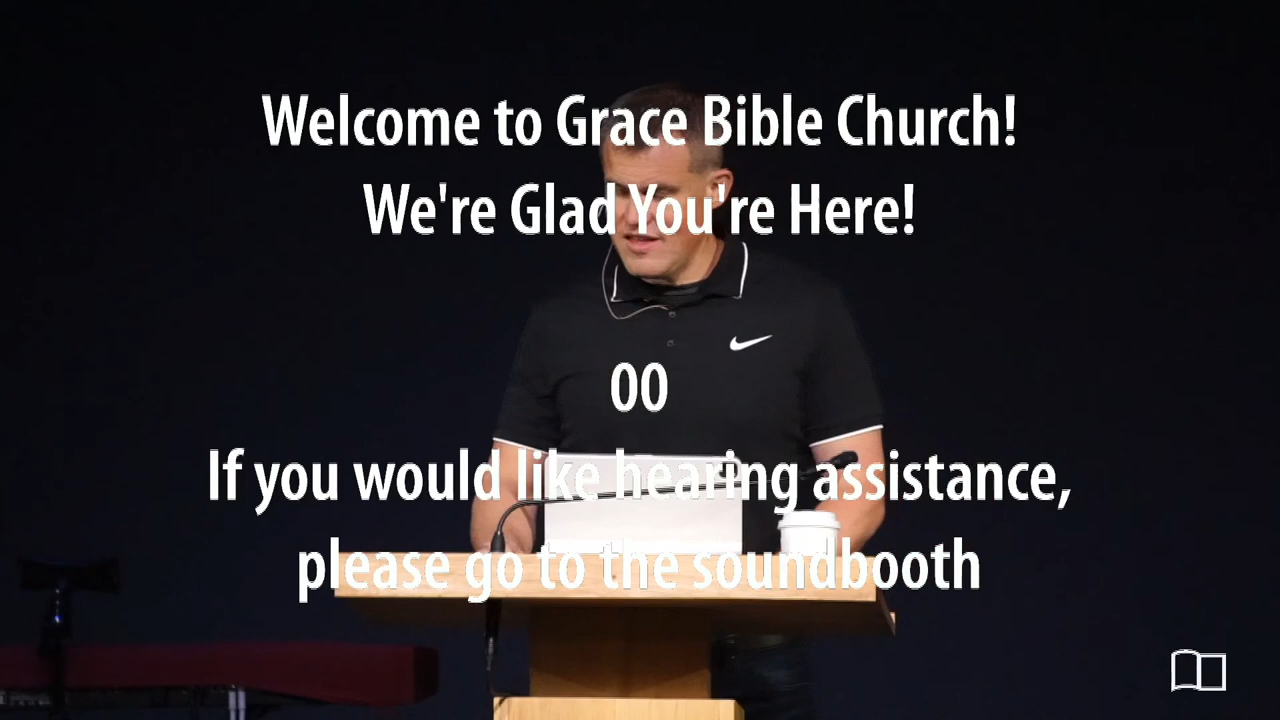 Welcome to Grace Bible Church!
We're Glad You're Here!
00
If you would like hearing assistance,
please go to the soundbooth